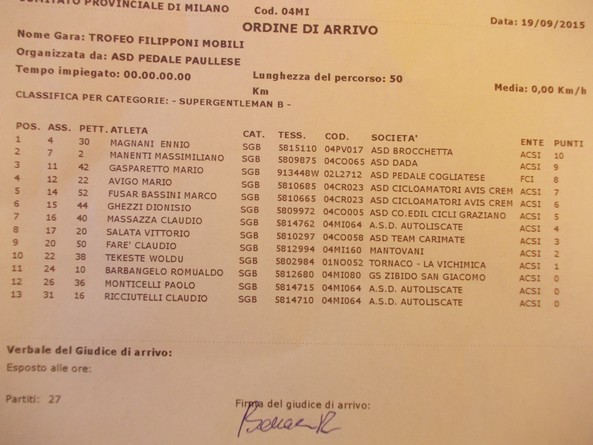 COMITATO PROVINCIALE DI MILANO Cod. 04MI
ORDINE DI ARRIVO Data: 19/09/2015
Nome Gara: TROFEO FILIPPONI MOBILI
Organizzata da: ASD PEDALE PAULLESE
Tempo impiegato: 00.00.00.00 Lunghezza del percorso: 50 Km Media: 0,00 Km/h
CLASSIFICA PER CATEGORIE: - SUPERGENTLEMAN B -
POS. ASS. PETT. ATLETA CAT. TESS. COD. SOCIETA' ENTE PUNTI
1 4 30 MAGNANI ENNIO SGB 5815110 04PV017 ASD BROCCHETTA ACSI 10
2 7 2 MANENTI MASSIMILIANO SGB 5809875 04CO065 ASD DADA ACSI 9
3 11 42 GASPARETTO MARIO SGB 913448W 02L2712 ASD PEDALE COGLIATESE FCI 8
4 12 22 AVIGO MARIO SGB 5810685 04CR023 ASD CICLOAMATORI AVIS CREM ACSI 7
5 14 52 FUSAR BASSINI MARCO SGB 5810665 04CR023 ASD CICLOAMATORI AVIS CREM ACSI 6
6 15 44 GHEZZI DIONISIO SGB 5809972 04CO005 ASD CO.EDIL CICLI GRAZIANO ACSI 5
7 16 40 MASSAZZA CLAUDIO SGB 5814762 04MI064 A.S.D. AUTOLISCATE ACSI 4
8 17 20 SALATA VITTORIO SGB 5810297 04CO058 ASD TEAM CARIMATE ACSI 3
9 20 50 FARE' CLAUDIO SGB 5812994 04MI160 MANTOVANI ACSI 2
10 22 38 TEKESTE WOLDU SGB 5802984 01NO052 TORNACO - LA VICHIMICA ACSI 1
11 24 10 BARBANGELO ROMUALDO SGB 5812680 04MI080 GS ZIBIDO SAN GIACOMO ACSI 0
12 26 36 MONTICELLI PAOLO SGB 5814715 04MI064 A.S.D. AUTOLISCATE ACSI 0
13 31 16 RICCIUTELLI CLAUDIO SGB 5814710 04MI064 A.S.D. AUTOLISCATE ACSI 0
Verbale del Giudice di arrivo:
Esposto alle ore:
Partiti: 27 Firma del giudice di arrivo: